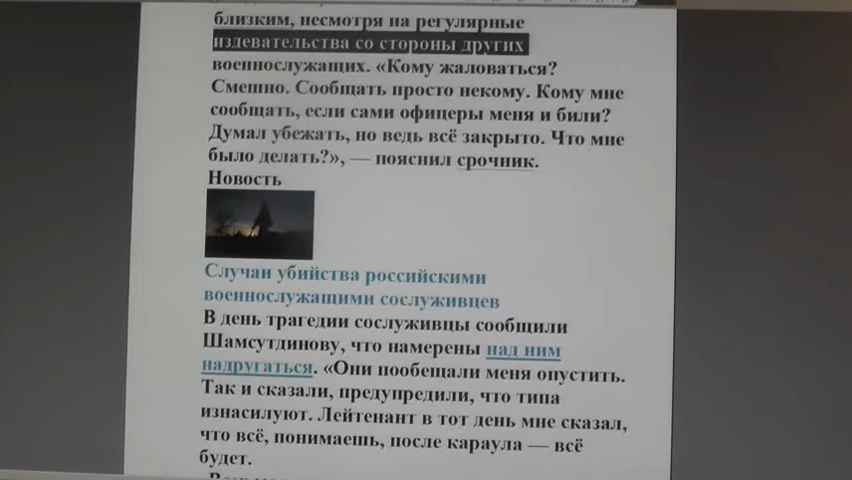 близким, несмотря на регулярные
издевательства со стороны других
военнослужащих. «Кому жаловаться?
Смешно. Сообщать просто некому. Кому мне
сообщать, если сами офицеры меня и били?
Думал убежать, но ведь всё закрыто. Что мне
было делать?», — пояснил срочник.
Новость
Случаи убийства российскими
военнослужащими сослуживцев
В день трагедии сослуживцы сообщили
Шамсутдинову, что намерены над ним
надругаться. «Они пообещали меня опустить.
Так и сказали, предупредили, что типа
изнасилуют. Лейтенант в тот день мне сказал,
что всё, понимаешь, после караула — всё
будет.